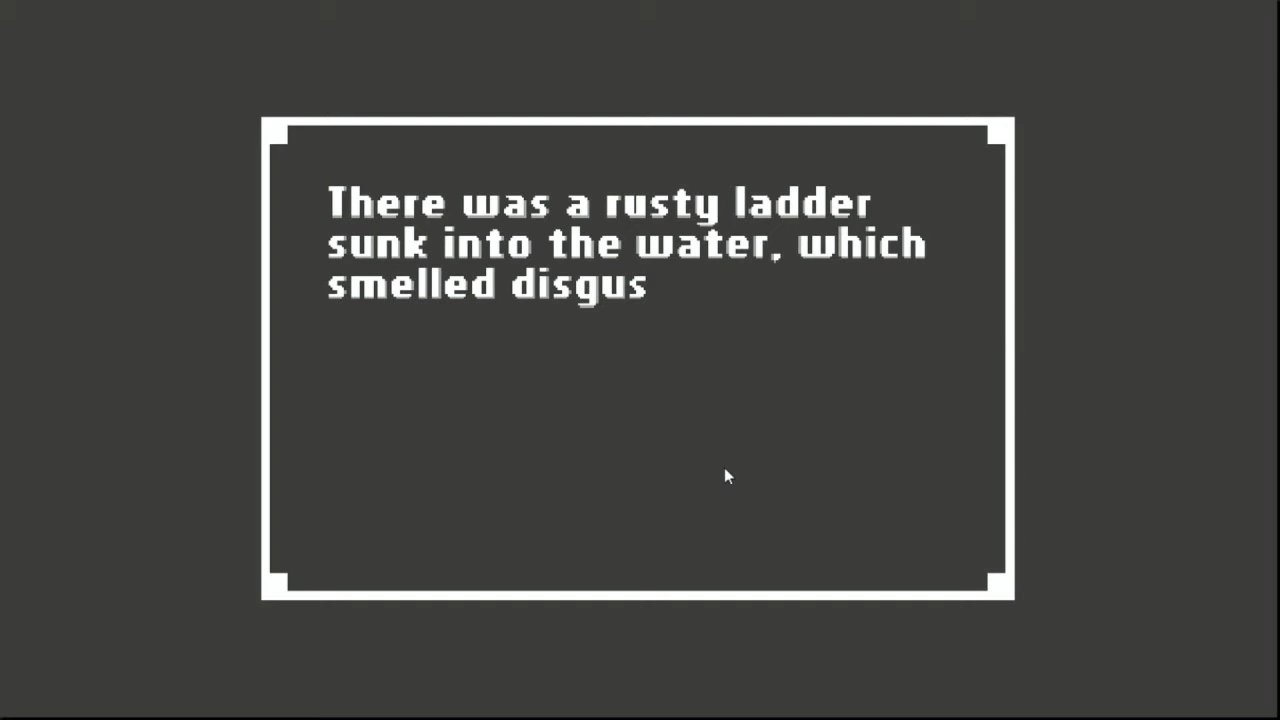 There was a rusty ladder
sunk into the water, which
smelled disgus